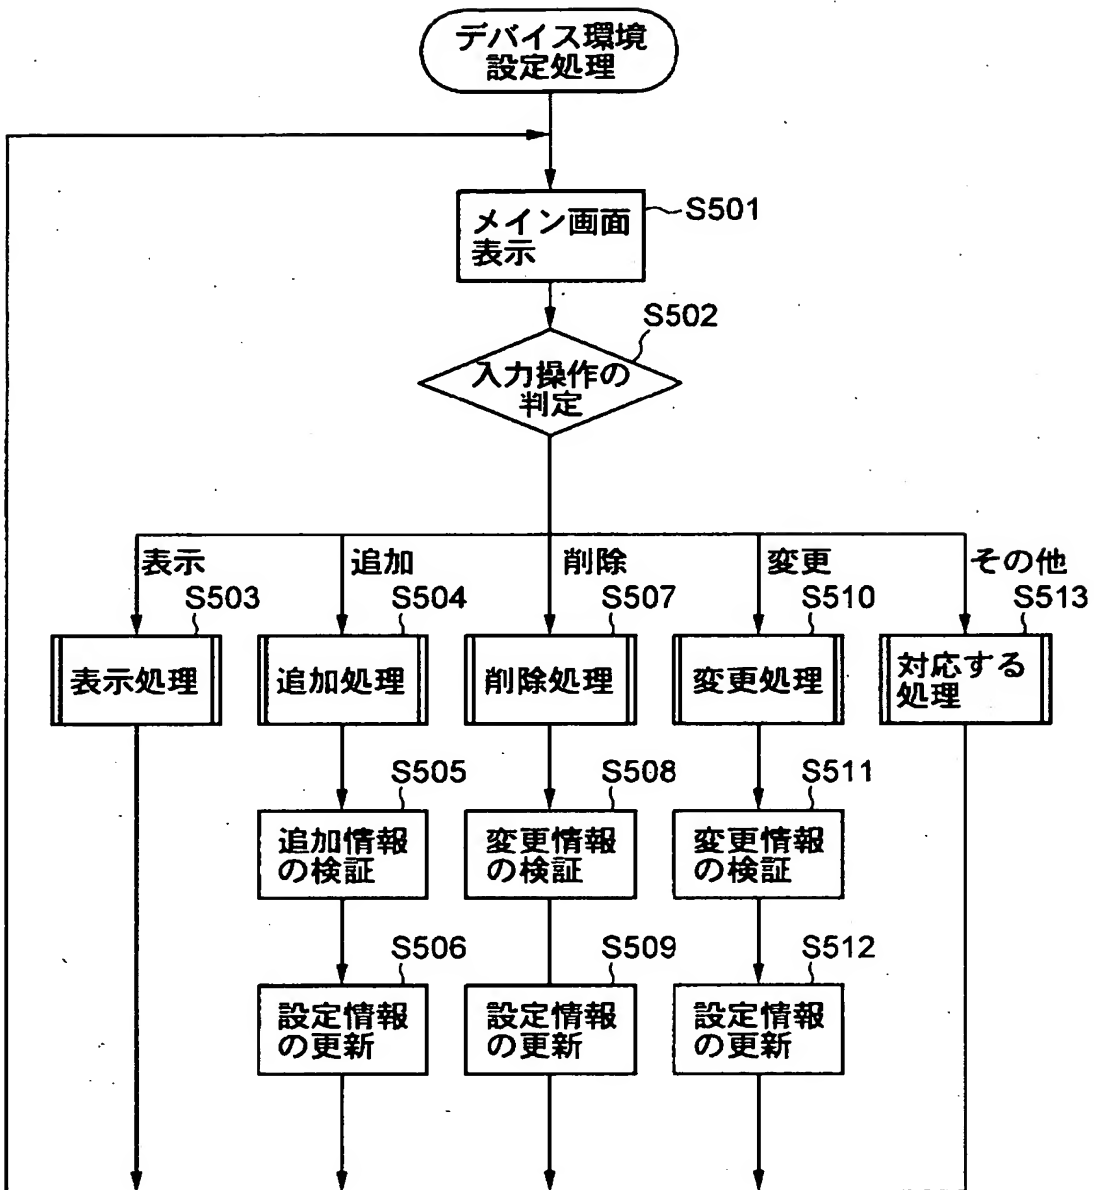 デバイス環境
設定処理
メイン画面
表示
S501
S502
入力操作の
判定
表示
追加
削除
変更
その他
S503
S504
S507
S510
S513
表示処理
追加処理
削除処理
変更処理
対応する
処理
S505
S508
S511
追加情報
の検証
変更情報
の検証
変更情報
の検証
S506
S509
S512
設定情報
の更新
設定情報
の更新
設定情報
の更新